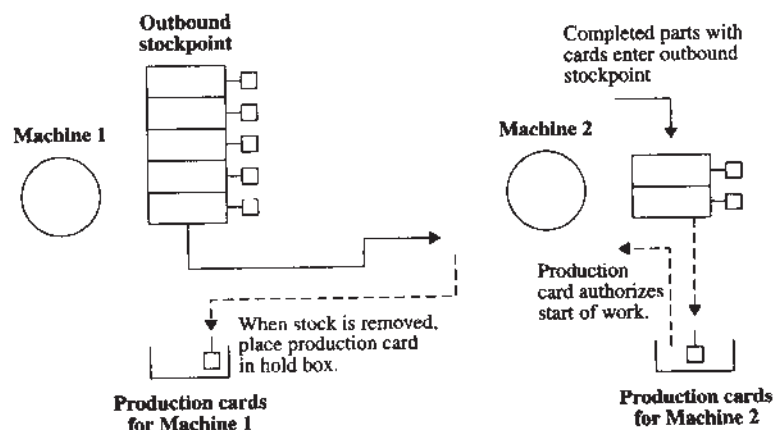 Outbound
stockpoint
Completed parts with
cards enter outbound
stockpoint
Machine 1
Machine 2
Production
card authorizes
start of work.
When stock is removed,
place production card
in hold box.
Production cards
for Machine 1
Production cards
for Machine 2